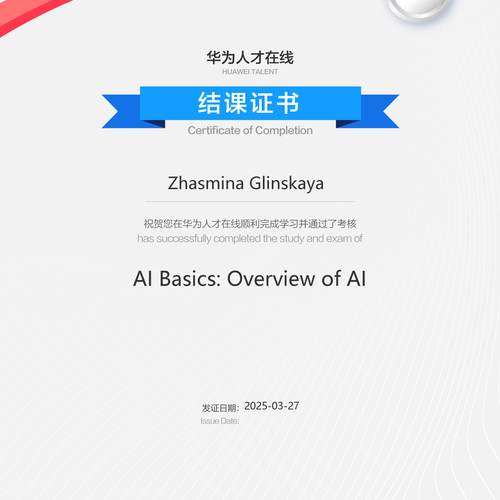 华为人才在线
HUAWEI TALENT
结课证书
Certificate of Completion
Zhasmina Glinskaya
祝贺您在华为人才在线顺利完成学习并通过了考核
has successfully completed the study and exam of
AI Basics: Overview of AI
发证日期: 2025-03-27
Issue Date: